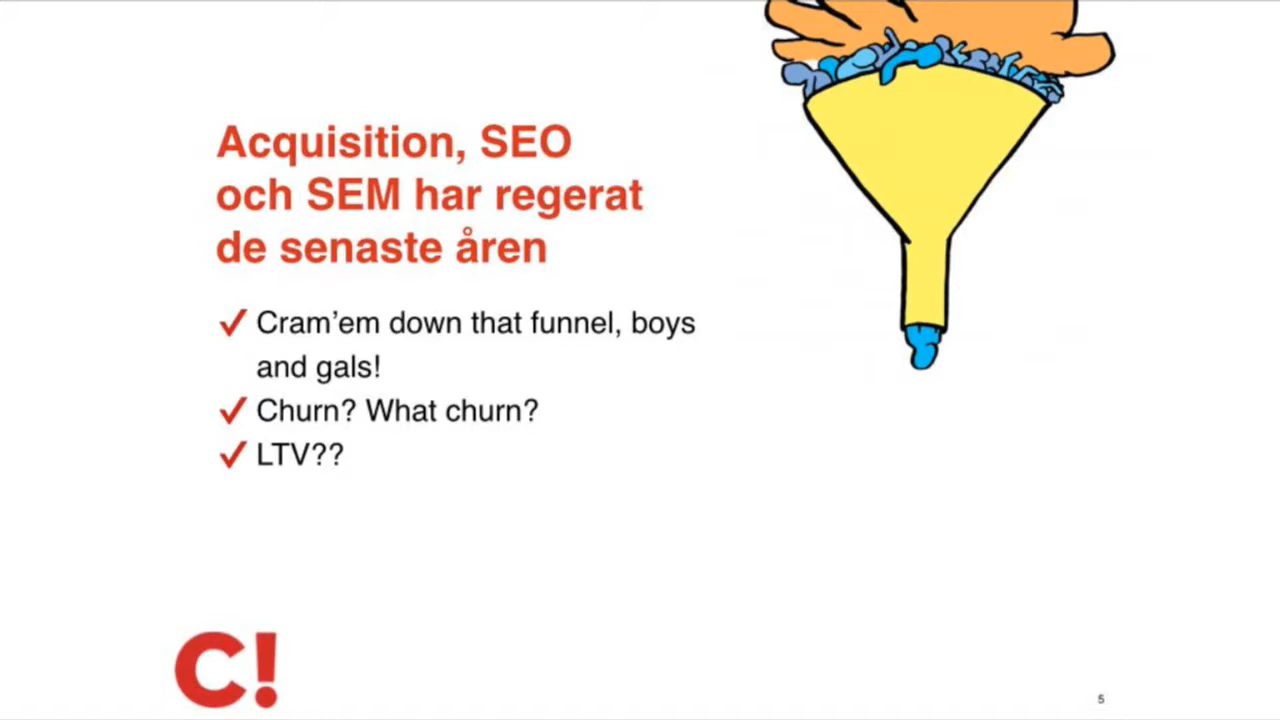 Acquisition, SEO
och SEM har regerat
de senaste åren
Cram’em down that funnel, boys
and gals!
Churn? What churn?
LTV??
C!
5